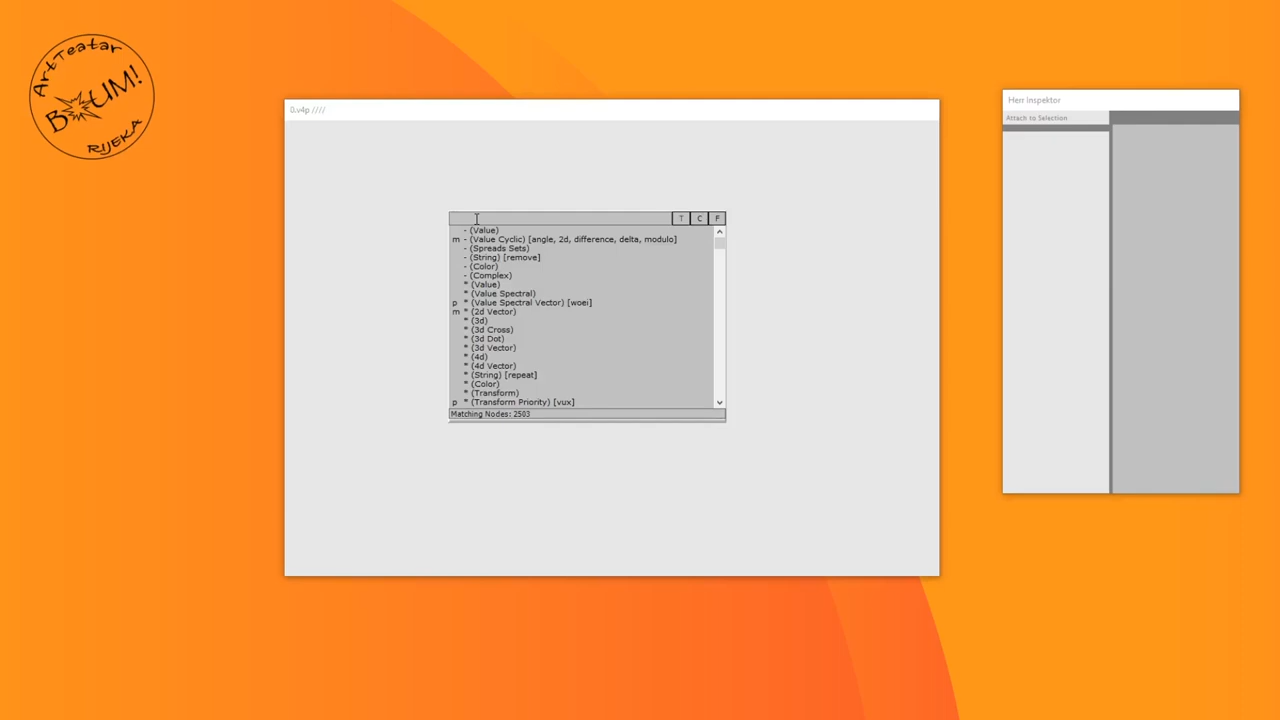 ArtTeatar
BUM!
RIJEKA
0.v4p ////
Herr Inspektor
Attach to Selection
T C F
- (Value)
m - (Value Cyclic) [angle, 2d, difference, delta, modulo]
- (Spreads Sets)
- (String) [remove]
- (Color)
- (Complex)
* (Value)
* (Value Spectral)
p * (Value Spectral Vector) [woei]
m * (2d Vector)
* (3d)
* (3d Cross)
* (3d Dot)
* (3d Vector)
* (4d)
* (4d Vector)
* (String) [repeat]
* (Color)
* (Transform)
p * (Transform Priority) [vux]
Matching Nodes: 2503